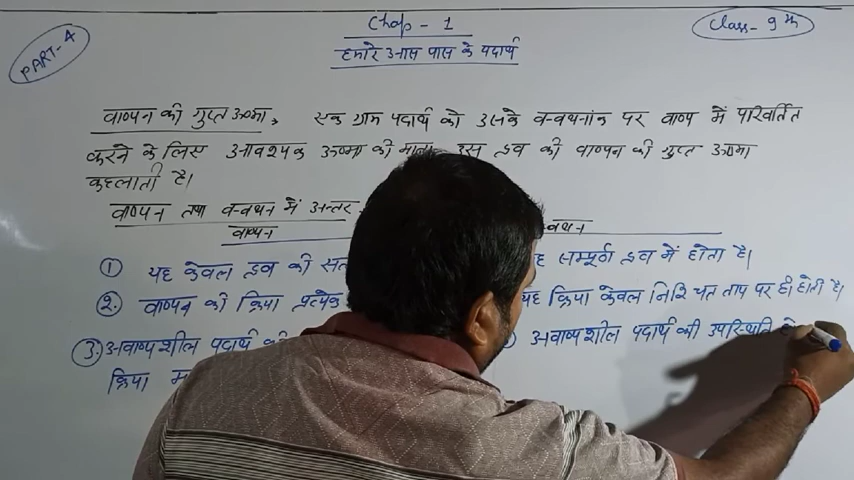 PART-4
Chap - 1
Class - 9th
हमारे आस पास के पदार्थ
वाष्पन की गुप्त ऊष्मा, एक ग्राम पदार्थ को उसके क्वथनांक पर वाष्प में परिवर्तित
करने के लिए आवश्यक ऊष्मा की इस द्रव की वाष्पन की गुप्त ऊष्मा
कहलाती है।
वाष्पन तथा क्वथन में अन्तर
वाष्पन क्वथन
① यह केवल द्रव की सम्पूर्ण द्रव में होता है।
2. वाष्पन की क्रिया प्रत्येक यह क्रिया केवल निश्चित ताप पर ही होती है।
3. अवाष्पशील पदार्थ की अवाष्पशील पदार्थ की उपस्थिति
क्रिया